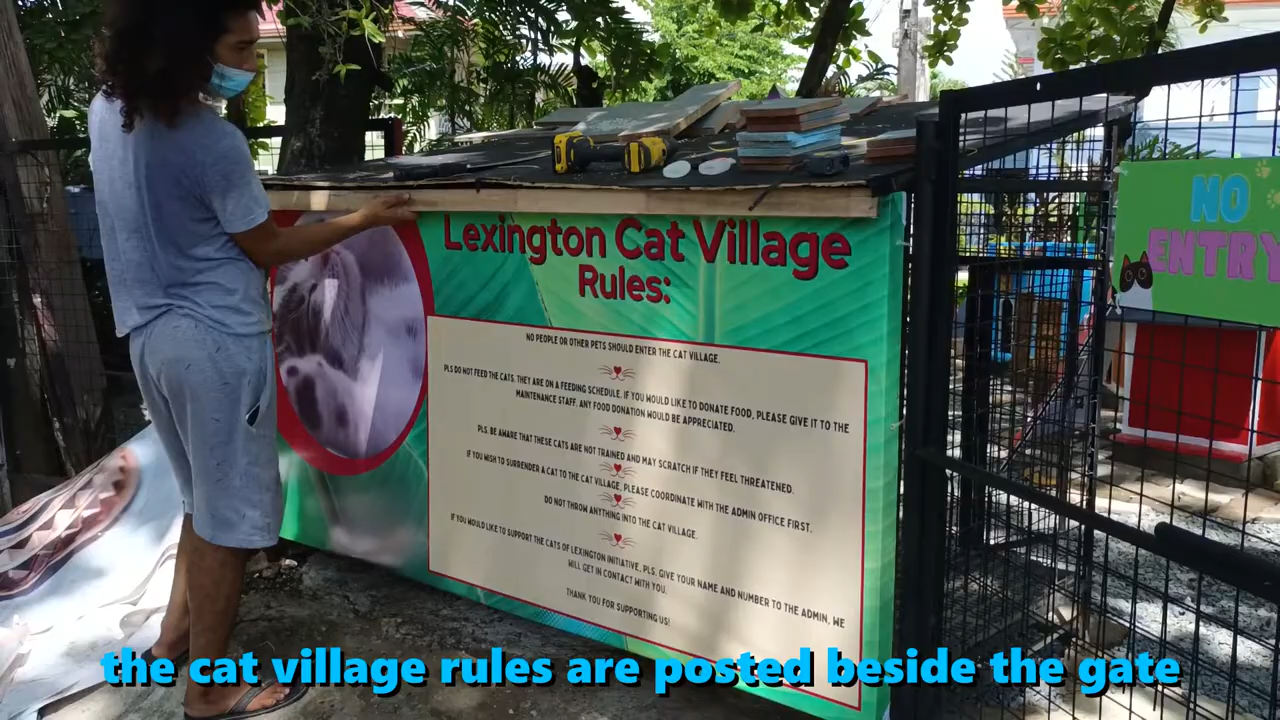 Lexington Cat Village
Rules:
NO PEOPLE OR OTHER PETS SHOULD ENTER THE CAT VILLAGE.
PLS DO NOT FEED THE CATS. THEY ARE ON A FEEDING SCHEDULE. IF YOU WOULD LIKE TO DONATE FOOD, PLEASE GIVE IT TO THE
MAINTENANCE STAFF. ANY FOOD DONATION WOULD BE APPRECIATED.
PLS. BE AWARE THAT THESE CATS ARE NOT TRAINED AND MAY SCRATCH IF THEY FEEL THREATENED.
IF YOU WISH TO SURRENDER A CAT TO THE CAT VILLAGE, PLEASE COORDINATE WITH THE ADMIN OFFICE FIRST.
DO NOT THROW ANYTHING INTO THE CAT VILLAGE.
IF YOU WOULD LIKE TO SUPPORT THE CATS OF LEXINGTON INITIATIVE, PLS. GIVE YOUR NAME AND NUMBER TO THE ADMIN, WE
WILL GET IN CONTACT WITH YOU.
THANK YOU FOR SUPPORTING US!
NO
ENTRY
the cat village rules are posted beside the gate